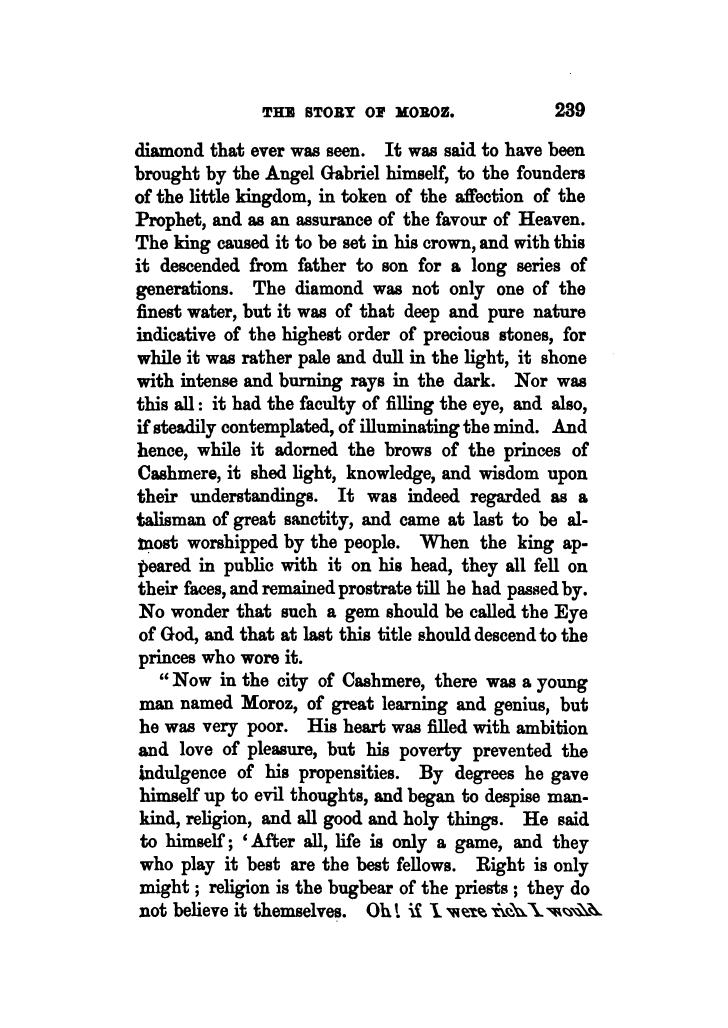 THE STORY OF MOROZ. 239
diamond that ever was seen. It was said to have been
brought by the Angel Gabriel himself, to the founders
of the little kingdom, in token of the affection of the
Prophet, and as an assurance of the favour of Heaven.
The king caused it to be set in his crown, and with this
it descended from father to son for a long series of
generations. The diamond was not only one of the
finest water, but it was of that deep and pure nature
indicative of the highest order of precious stones, for
while it was rather pale and dull in the light, it shone
with intense and burning rays in the dark. Nor was
this all: it had the faculty of filling the eye, and also,
if steadily contemplated, of illuminating the mind. And
hence, while it adorned the brows of the princes of
Cashmere, it shed light, knowledge, and wisdom upon
their understandings. It was indeed regarded as a
talisman of great sanctity, and came at last to be al-
most worshipped by the people. When the king ap-
peared in public with it on his head, they all fell on
their faces, and remained prostrate till he had passed by.
No wonder that such a gem should be called the Eye
of God, and that at last this title should descend to the
princes who wore it.
"Now in the city of Cashmere, there was a young
man named Moroz, of great learning and genius, but
he was very poor. His heart was filled with ambition
and love of pleasure, but his poverty prevented the
indulgence of his propensities. By degrees he gave
himself up to evil thoughts, and began to despise man-
kind, religion, and all good and holy things. He said
to himself; 'After all, life is only a game, and they
who play it best are the best fellows. Right is only
might; religion is the bugbear of the priests; they do
not believe it themselves. Oh! if I were rich I would